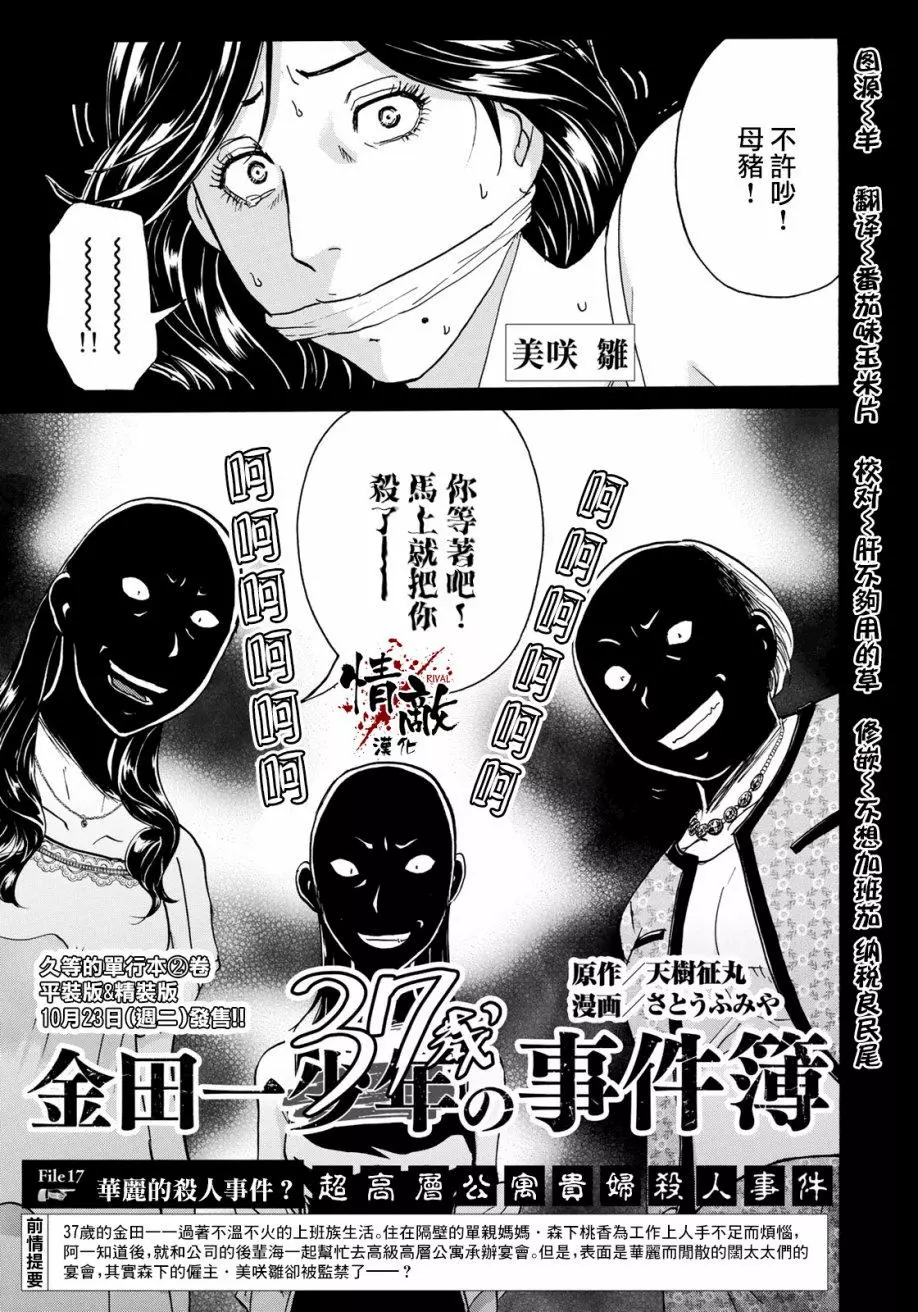 不許吵！
母豬！
～～～～！！
美咲 雛
你等著吧！
馬上就把你
殺了——
呵呵呵呵呵呵呵
呵呵呵呵呵呵呵
情敵
RIVAL
漢化
久等的單行本②卷
平裝版&精裝版
10月23日(週二)發售!!
原作／天樹征丸
漫画／さとうふみや
金田一37歳の事件簿
少年
File17
華麗的殺人事件？
超高層公寓貴婦殺人事件
前情提要
37歲的金田一一過著不溫不火的上班族生活。住在隔壁的單親媽媽・森下桃香為工作上人手不足而煩惱，
阿一知道後，就和公司的後輩海一起幫忙去高級高層公寓承辦宴會。但是，表面是華麗而閒散的闊太太們的
宴會，其實森下的僱主・美咲雛卻被監禁了——？
图源～羊 翻译～番茄味玉米片 校对～肝不夠用的草 修嵌～不想加班茄 纳税良民尾